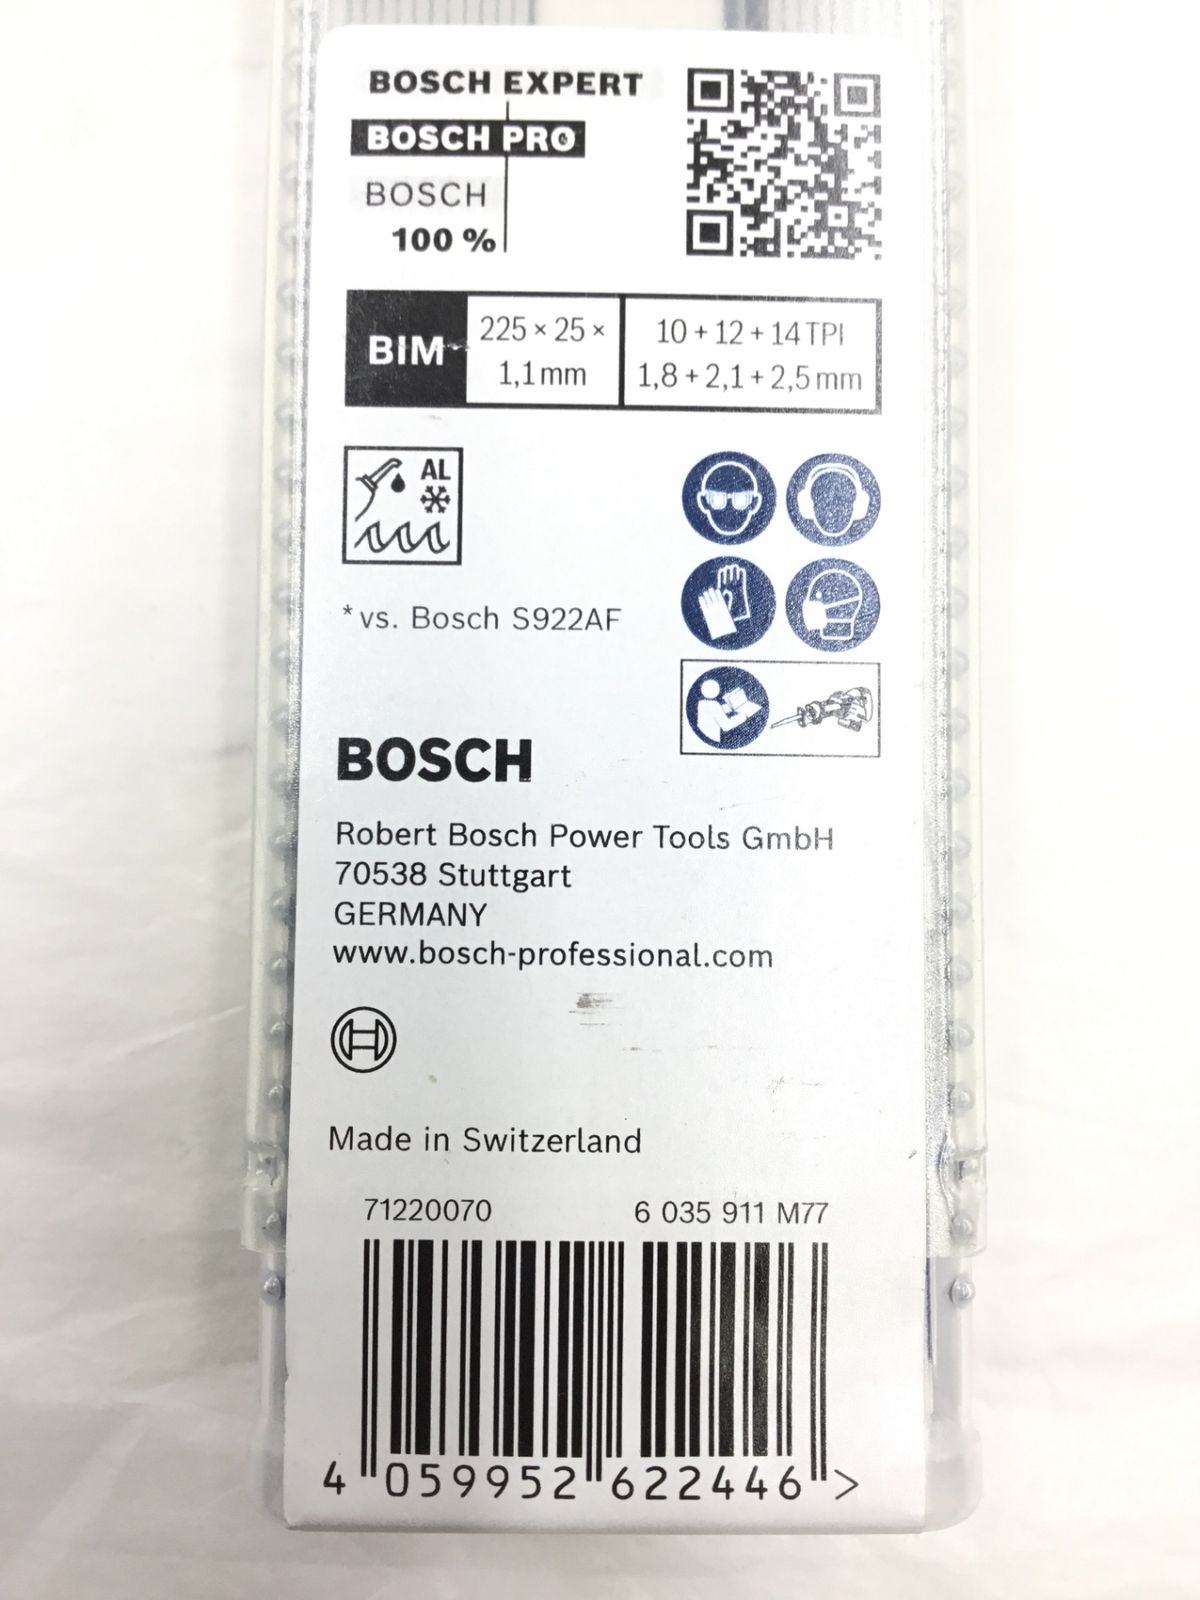 BOSCH EXPERT
BOSCH PRO
BOSCH
100 %
BIM
225 × 25 ×
1,1 mm
10 + 12 + 14 TPI
1,8 + 2,1 + 2,5 mm
AL
* vs. Bosch S922AF
BOSCH
Robert Bosch Power Tools GmbH
70538 Stuttgart
GERMANY
www.bosch-professional.com
Made in Switzerland
71220070 6 035 911 M77
4 059952 622446 >